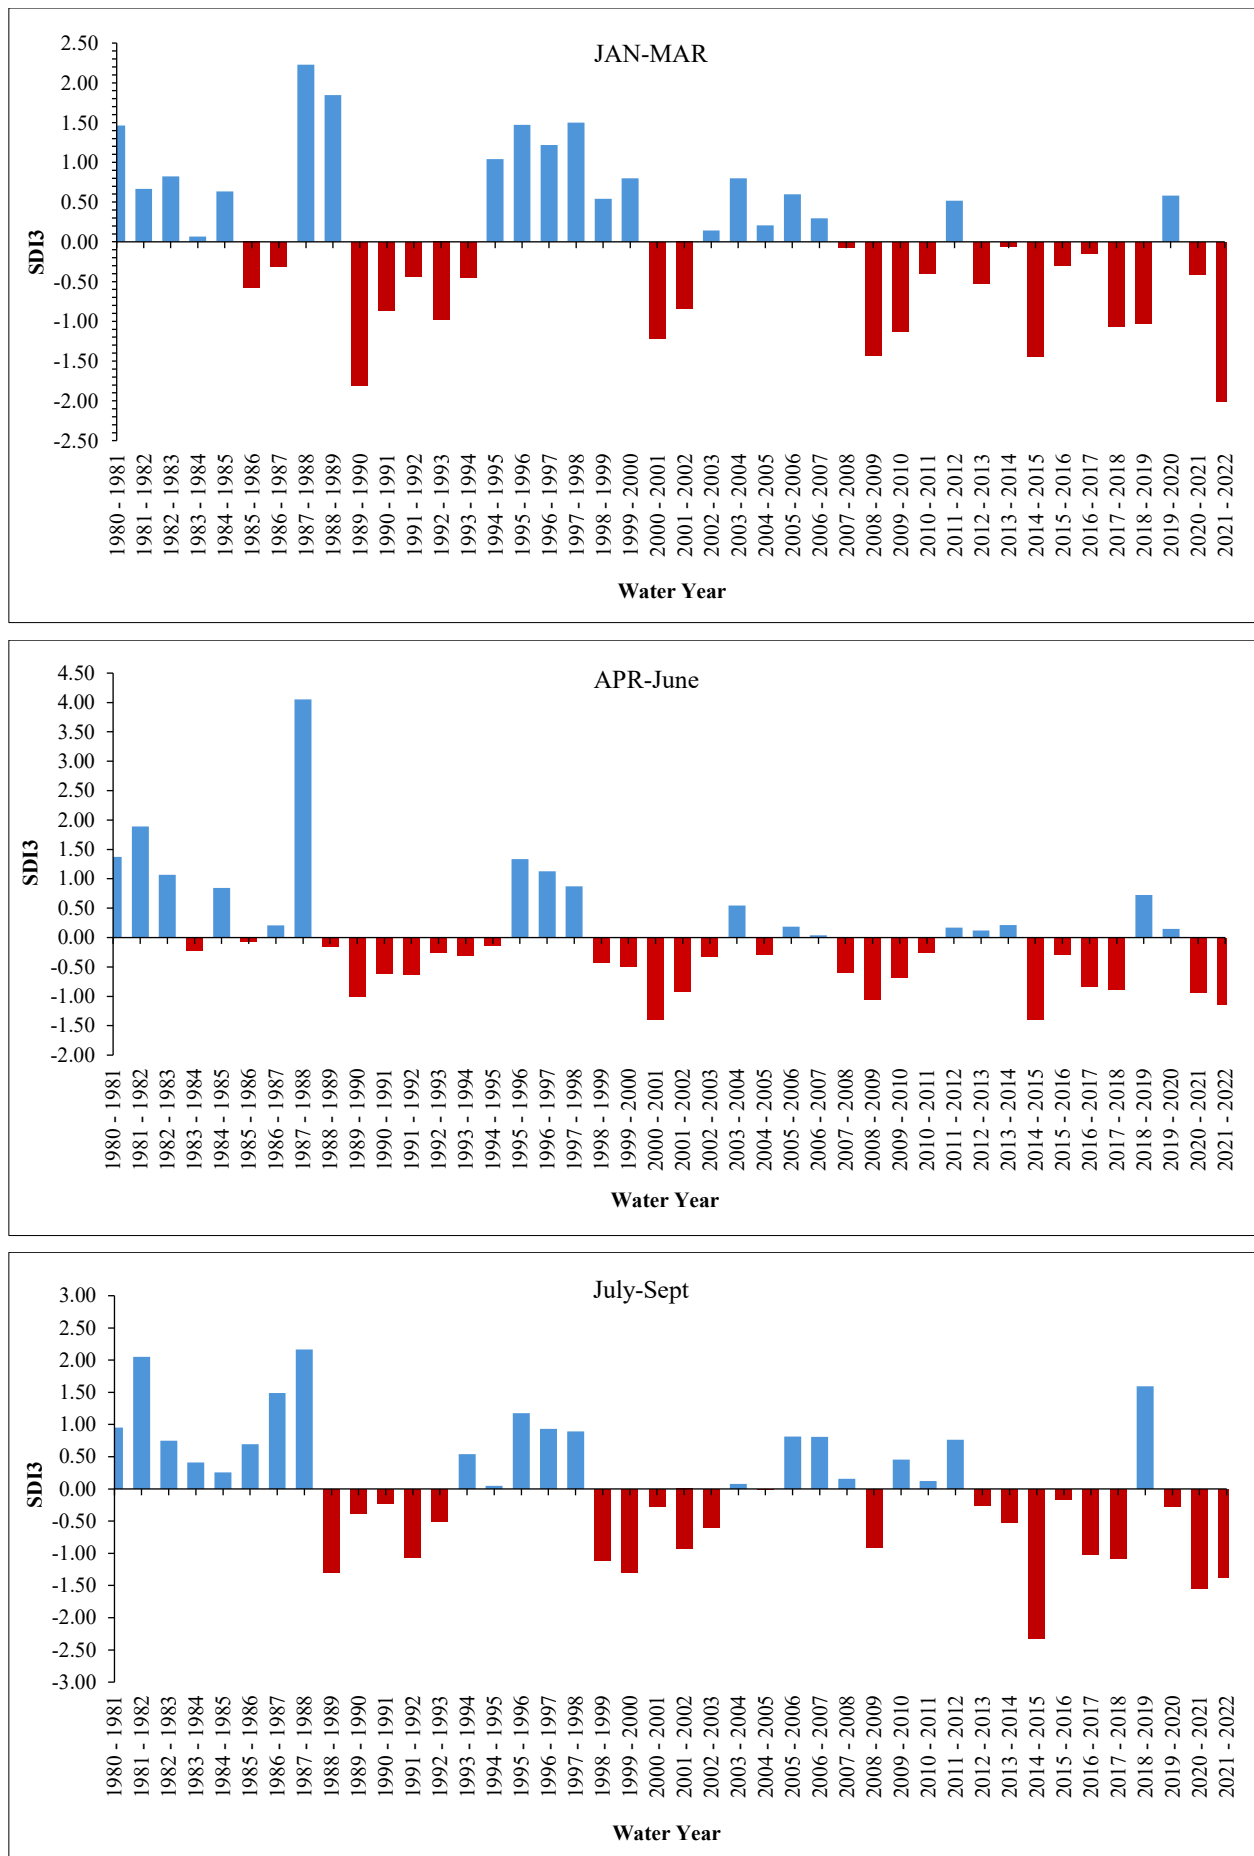 JAN-MAR
2.50
2.00
1.50
1.00
0.50
0.00
-0.50
-1.00
-1.50
-2.00
-2.50
SDI3
1980 - 1981
1981 - 1982
1982 - 1983
1983 - 1984
1984 - 1985
1985 - 1986
1986 - 1987
1987 - 1988
1988 - 1989
1989 - 1990
1990 - 1991
1991 - 1992
1992 - 1993
1993 - 1994
1994 - 1995
1995 - 1996
1996 - 1997
1997 - 1998
1998 - 1999
1999 - 2000
2000 - 2001
2001 - 2002
2002 - 2003
2003 - 2004
2004 - 2005
2005 - 2006
2006 - 2007
2007 - 2008
2008 - 2009
2009 - 2010
2010 - 2011
2011 - 2012
2012 - 2013
2013 - 2014
2014 - 2015
2015 - 2016
2016 - 2017
2017 - 2018
2018 - 2019
2019 - 2020
2020 - 2021
2021 - 2022
Water Year
APR-June
4.50
4.00
3.50
3.00
2.50
2.00
1.50
1.00
0.50
0.00
-0.50
-1.00
-1.50
-2.00
SDI3
1980 - 1981
1981 - 1982
1982 - 1983
1983 - 1984
1984 - 1985
1985 - 1986
1986 - 1987
1987 - 1988
1988 - 1989
1989 - 1990
1990 - 1991
1991 - 1992
1992 - 1993
1993 - 1994
1994 - 1995
1995 - 1996
1996 - 1997
1997 - 1998
1998 - 1999
1999 - 2000
2000 - 2001
2001 - 2002
2002 - 2003
2003 - 2004
2004 - 2005
2005 - 2006
2006 - 2007
2007 - 2008
2008 - 2009
2009 - 2010
2010 - 2011
2011 - 2012
2012 - 2013
2013 - 2014
2014 - 2015
2015 - 2016
2016 - 2017
2017 - 2018
2018 - 2019
2019 - 2020
2020 - 2021
2021 - 2022
Water Year
July-Sept
3.00
2.50
2.00
1.50
1.00
0.50
0.00
-0.50
-1.00
-1.50
-2.00
-2.50
-3.00
SDI3
1980 - 1981
1981 - 1982
1982 - 1983
1983 - 1984
1984 - 1985
1985 - 1986
1986 - 1987
1987 - 1988
1988 - 1989
1989 - 1990
1990 - 1991
1991 - 1992
1992 - 1993
1993 - 1994
1994 - 1995
1995 - 1996
1996 - 1997
1997 - 1998
1998 - 1999
1999 - 2000
2000 - 2001
2001 - 2002
2002 - 2003
2003 - 2004
2004 - 2005
2005 - 2006
2006 - 2007
2007 - 2008
2008 - 2009
2009 - 2010
2010 - 2011
2011 - 2012
2012 - 2013
2013 - 2014
2014 - 2015
2015 - 2016
2016 - 2017
2017 - 2018
2018 - 2019
2019 - 2020
2020 - 2021
2021 - 2022
Water Year